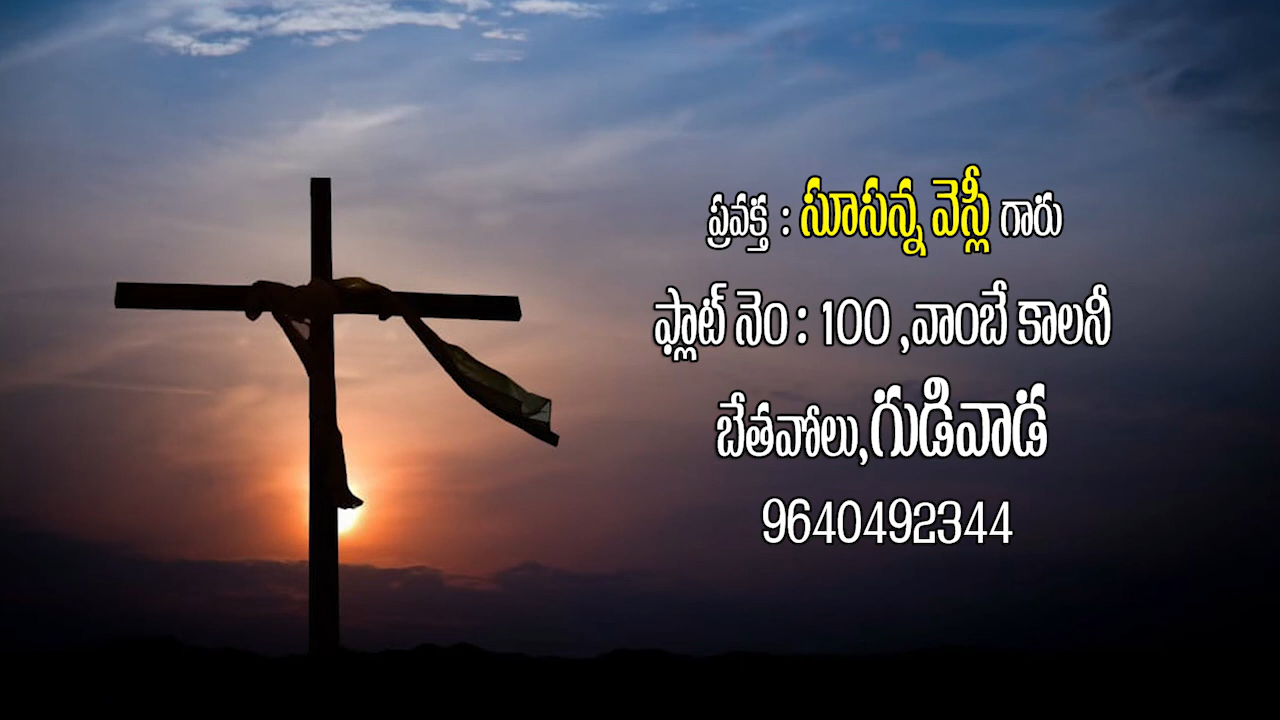 ప్రవక్త : సూసన్న వెస్లీ గారు
ఫ్లాట్ నెం : 100 ,వాంబే కాలనీ
బేతవోలు,గుడివాడ
9640492344